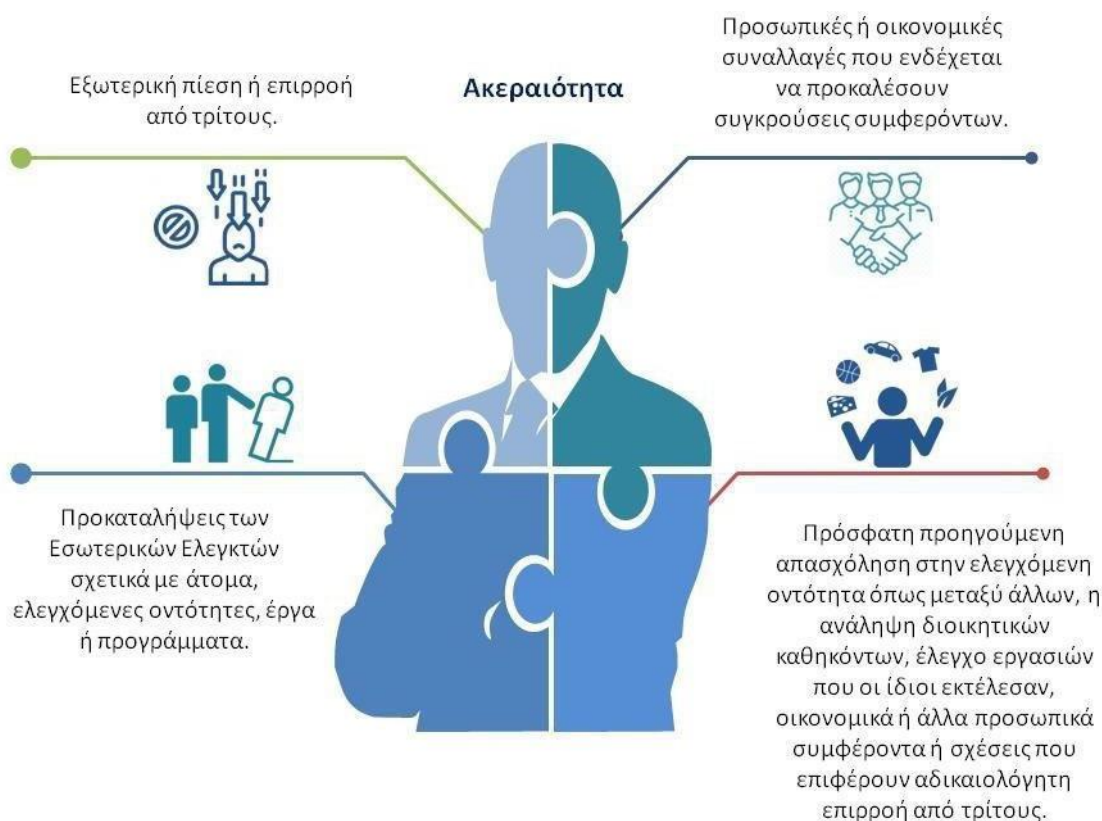 Εξωτερική πίεση ή επιρροή
από τρίτους.
Ακεραιότητα
Προσωπικές ή οικονομικές
συναλλαγές που ενδέχεται
να προκαλέσουν
συγκρούσεις συμφερόντων.
Προκαταλήψεις των
Εσωτερικών Ελεγκτών
σχετικά με άτομα,
ελεγχόμενες οντότητες, έργα
ή προγράμματα.
Πρόσφατη προηγούμενη
απασχόληση στην ελεγχόμενη
οντότητα όπως μεταξύ άλλων, η
ανάληψη διοικητικών
καθηκόντων, έλεγχο εργασιών
που οι ίδιοι εκτέλεσαν,
οικονομικά ή άλλα προσωπικά
συμφέροντα ή σχέσεις που
επιφέρουν αδικαιολόγητη
επιρροή από τρίτους.